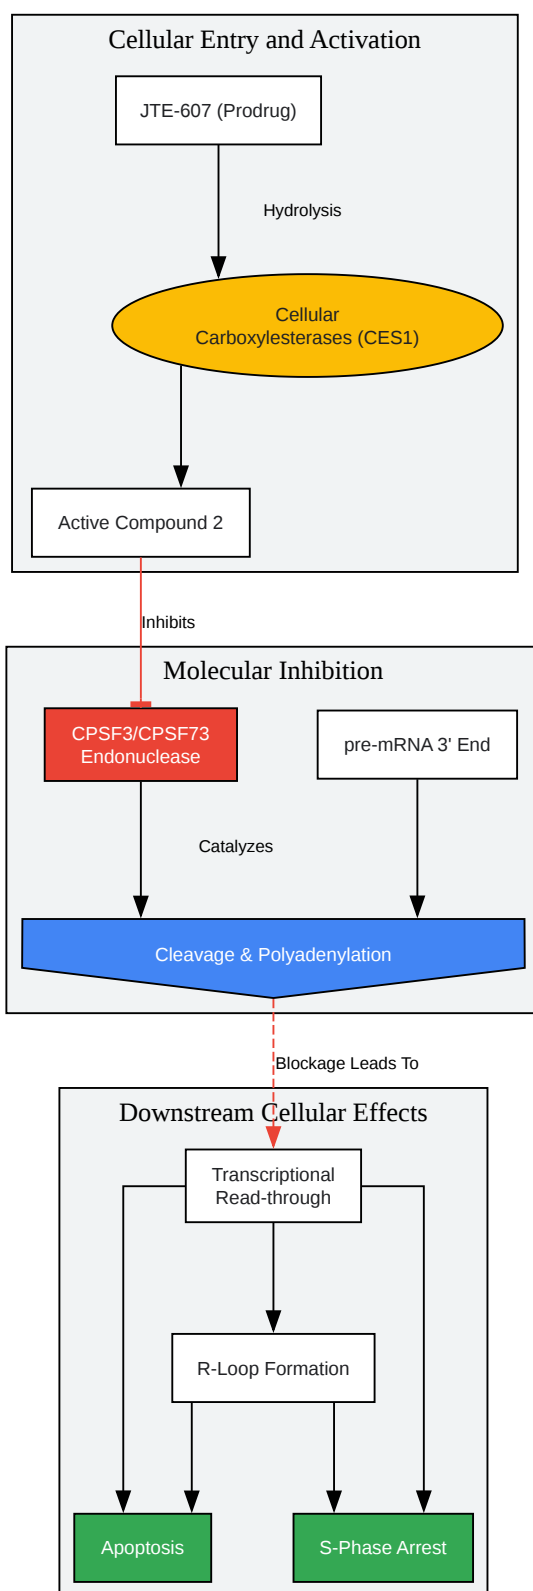 Cellular Entry and Activation
JTE-607 (Prodrug)
Hydrolysis
Cellular
Carboxylesterases (CES1)
Active Compound 2
Inhibits
Molecular Inhibition
CPSF3/CPSF73
Endonuclease
pre-mRNA 3' End
Catalyzes
Cleavage & Polyadenylation
Blockage Leads To
Downstream Cellular Effects
Transcriptional
Read-through
R-Loop Formation
Apoptosis
S-Phase Arrest